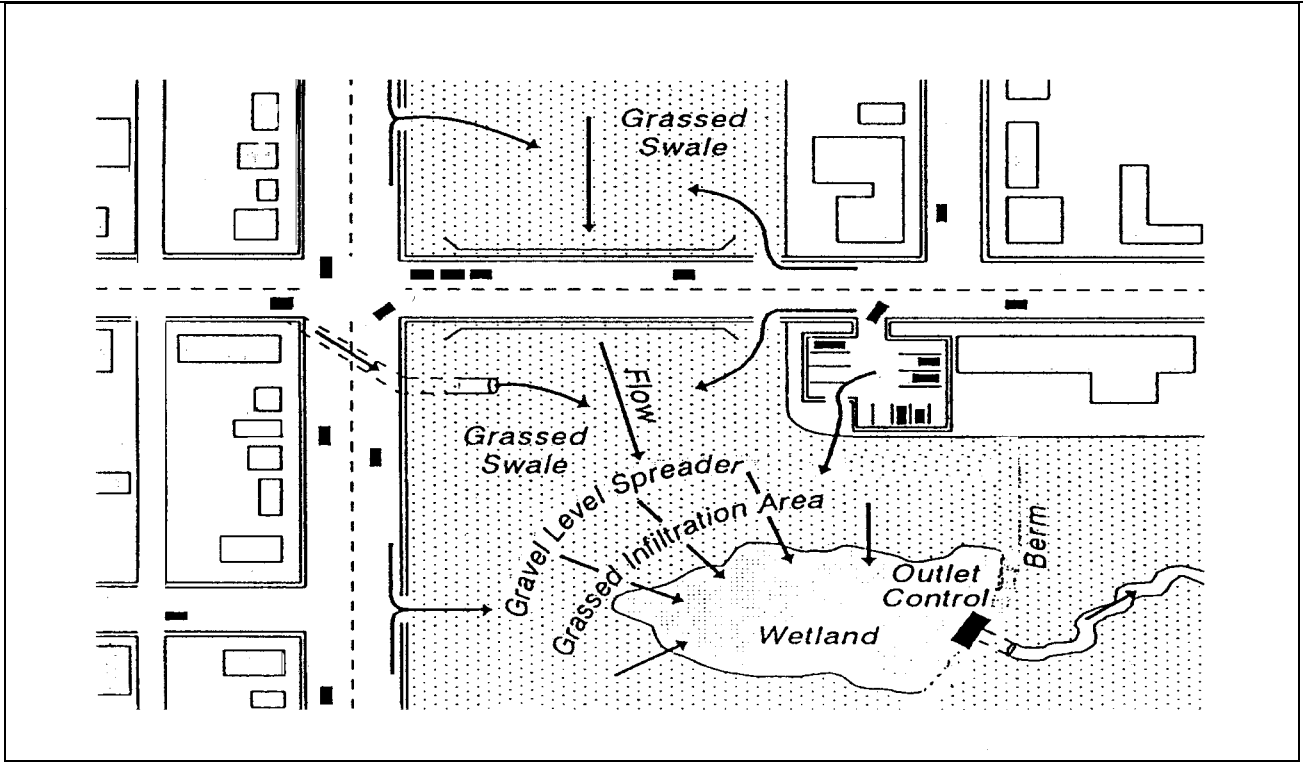 Grassed
Swale
Flow
Grassed
Swale
Gravel Level Spreader
Grassed Infiltration Area
Berm
Outlet
Control
Wetland